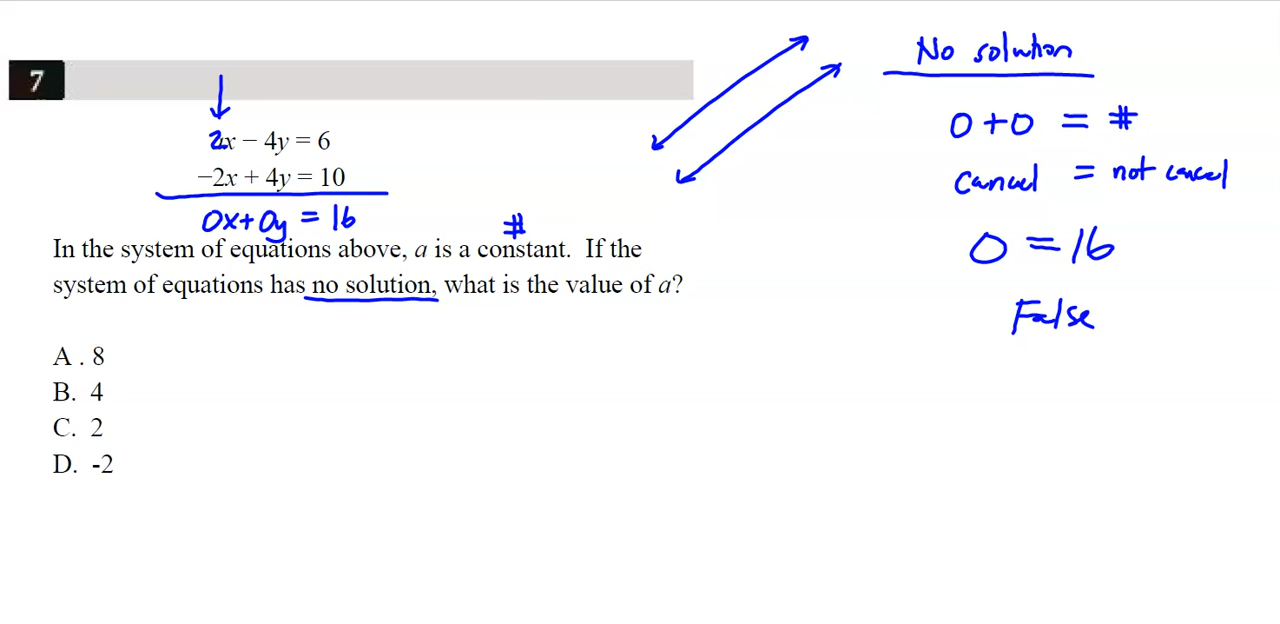 7
2x − 4y = 6
−2x + 4y = 10
0x+0y = 16
#
In the system of equations above, a is a constant. If the
system of equations has no solution, what is the value of a?
A . 8
B. 4
C. 2
D. -2
No solution
0+0 = #
cancel = not cancel
0 = 16
False